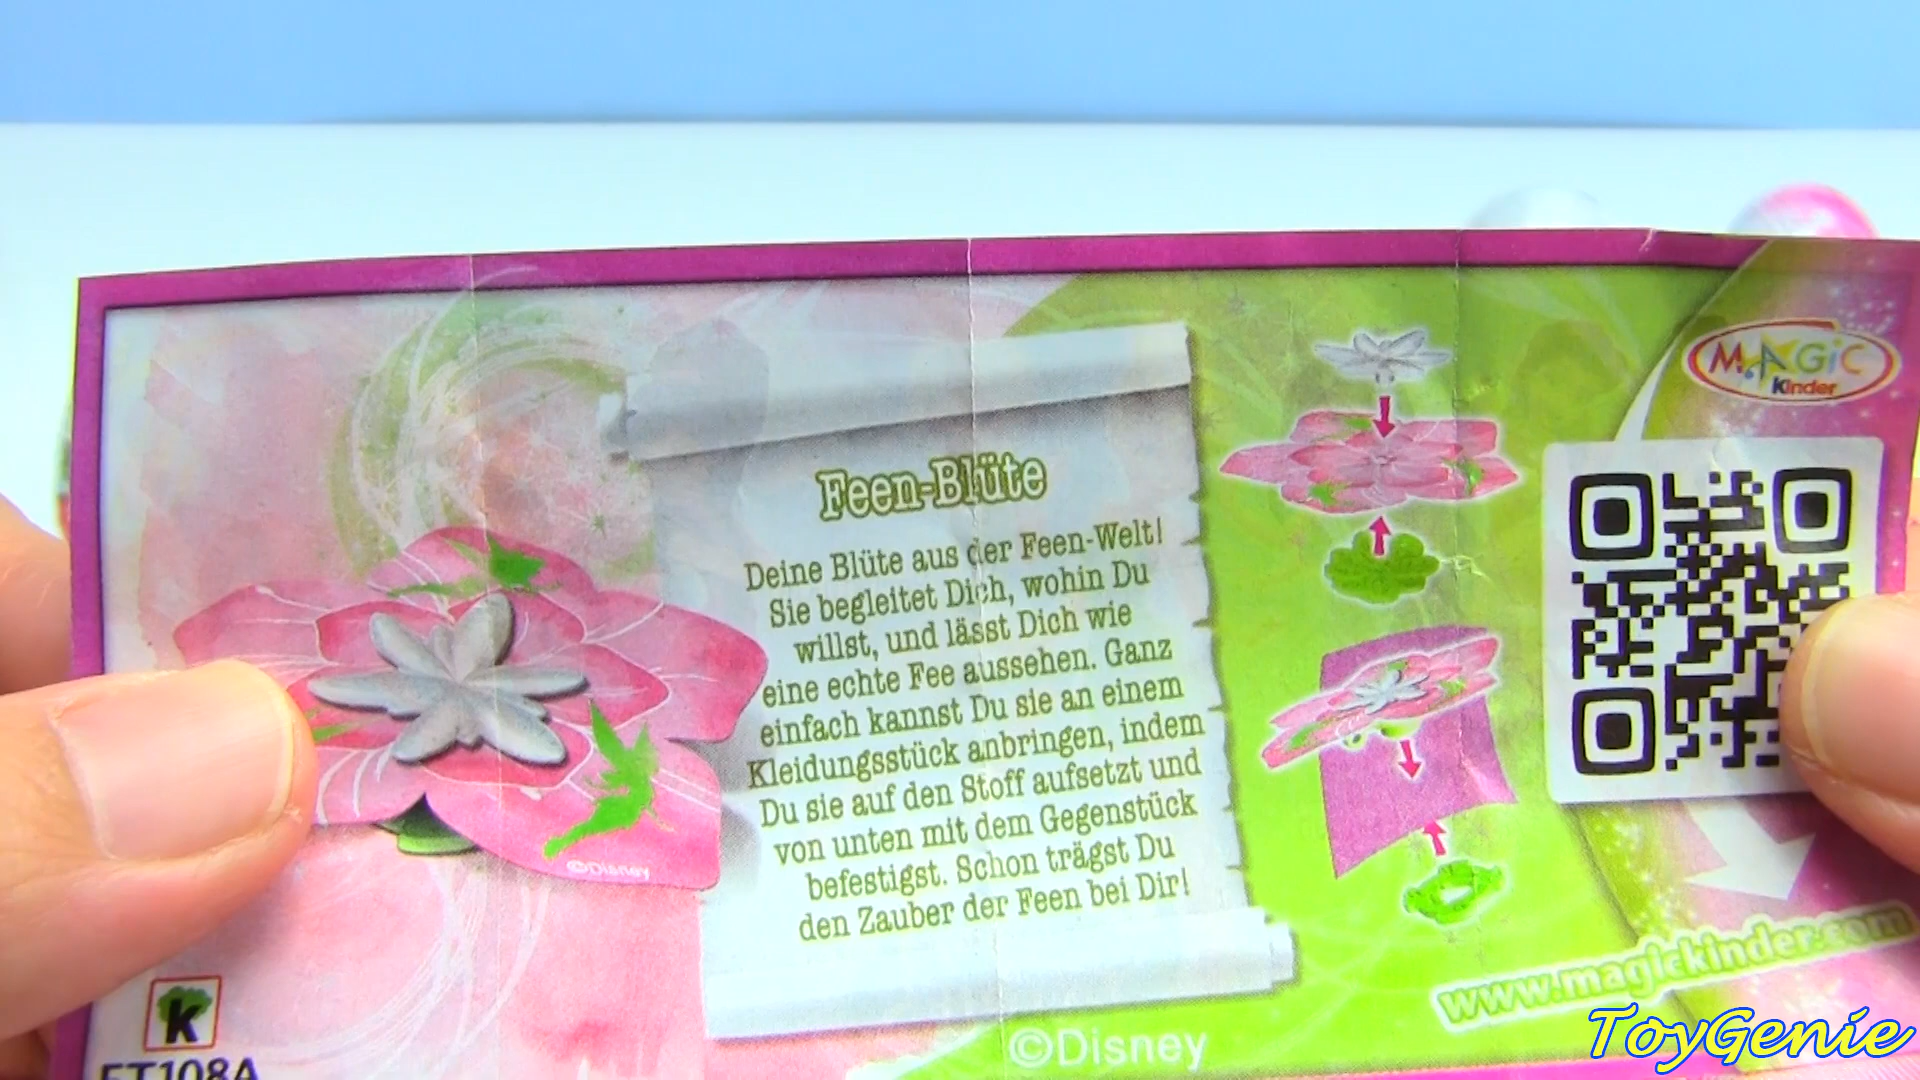 MAGiC
Kinder
Feen-Blüte
Deine Blüte aus der Feen-Welt!
Sie begleitet Dich, wohin Du
willst, und lässt Dich wie
eine echte Fee aussehen. Ganz
einfach kannst Du sie an einem
Kleidungsstück anbringen, indem
Du sie auf den Stoff aufsetzt und
von unten mit dem Gegenstück
befestigst. Schon trägst Du
den Zauber der Feen bei Dir!
©Disney
www.magickinder.com
K
FT108A
©Disney
ToyGenie